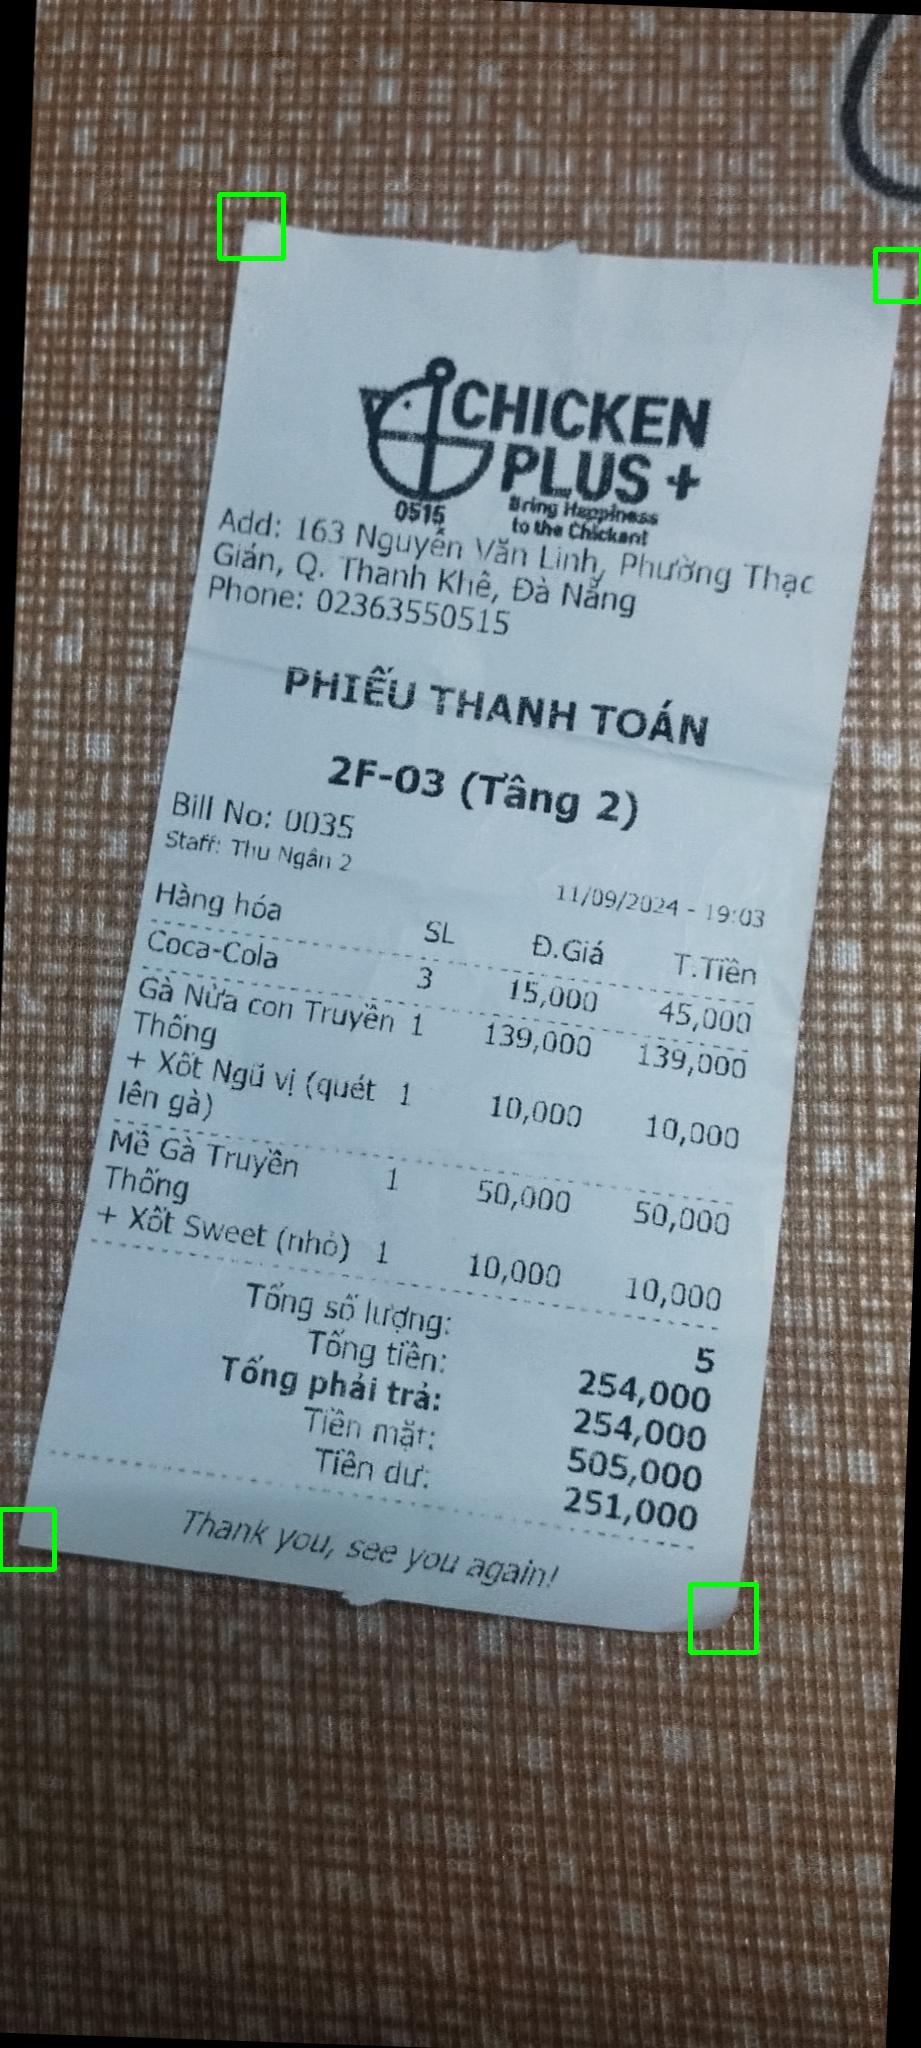 CHICKEN
PLUS +
0515
Bring Happiness
to the Chickent
Add: 163 Nguyễn Văn Linh, Phường Thạc
Gián, Q. Thanh Khê, Đà Nẵng
Phone: 02363550515
PHIẾU THANH TOÁN
2F-03 (Tầng 2)
Bill No: 0035
Staff: Thu Ngân 2
11/09/2024 - 19:03
Hàng hóa SL Đ.Giá T.Tiền
Coca-Cola 3 15,000 45,000
Gà Nửa con Truyền 1 139,000 139,000
Thống
+ Xốt Ngũ vị (quét 1 10,000 10,000
lên gà)
Mề Gà Truyền 1 50,000 50,000
Thống
+ Xốt Sweet (nhỏ) 1 10,000 10,000
Tổng số lượng: 5
Tổng tiền: 254,000
Tổng phải trả: 254,000
Tiền mặt: 505,000
Tiền dư: 251,000
Thank you, see you again!